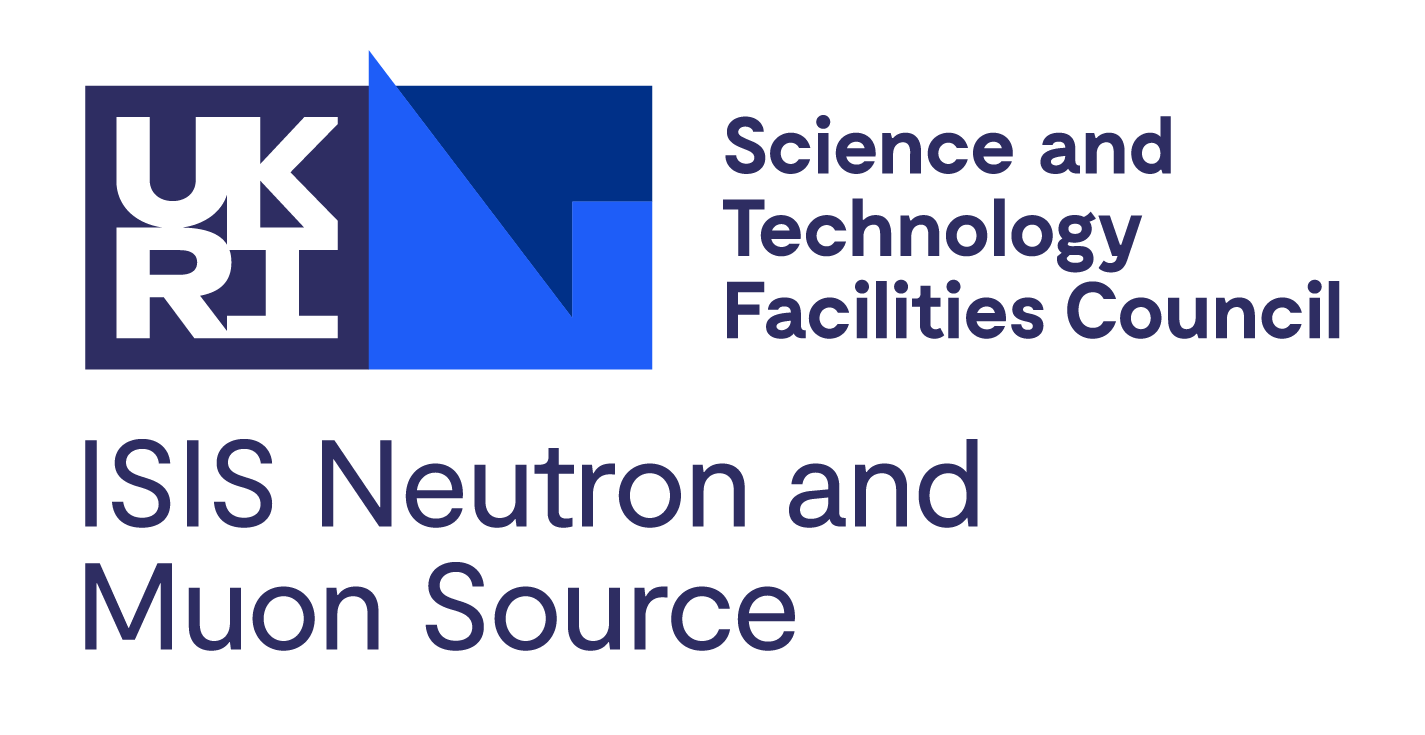 UK
RI
Science and
Technology
Facilities Council
ISIS Neutron and
Muon Source